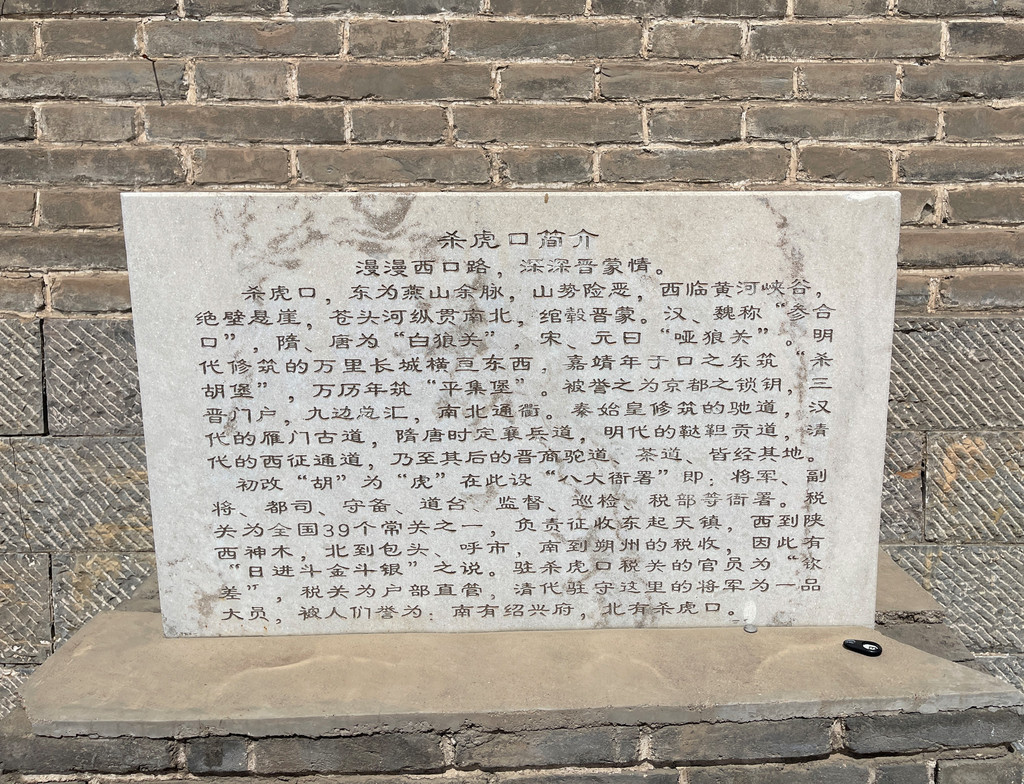 杀虎口简介
漫漫西口路，深深晋蒙情。
杀虎口，东为燕山余脉，山势险恶，西临黄河峡谷，
绝壁悬崖，苍头河纵贯南北，绾毂晋蒙。汉、魏称“参合
口”，隋、唐为“白狼关”，宋、元曰“哑狼关”。明
代修筑的万里长城横亘东西，嘉靖年于口之东筑“杀
胡堡”，万历年筑“平集堡”。被誉之为京都之锁钥，三
晋门户，九边总汇，南北通衢。秦始皇修筑的驰道，汉
代的雁门古道，隋唐时定襄兵道，明代的鞑靼贡道，清
代的西征通道，乃至其后的晋商驼道、茶道、皆经其地。
初改“胡”为“虎”在此设“八大衙署”即：将军、副
将、都司、守备、道台、监督、巡检、税部等衙署。税
关为全国39个常关之一，负责征收东起天镇，西到陕
西神木，北到包头、呼市，南到朔州的税收，因此有
“日进斗金斗银”之说。驻杀虎口税关的官员为“钦
差”，税关为户部直管，清代驻守这里的将军为一品
大员，被人们誉为：南有绍兴府，北有杀虎口。